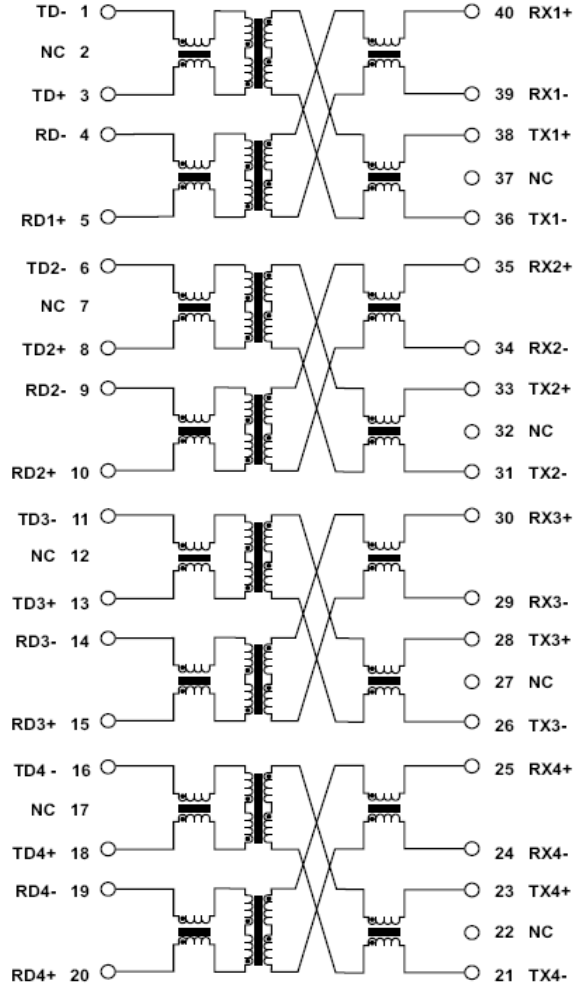 TD- 1 40 RX1+
NC 2
TD+ 3 39 RX1-
RD- 4 38 TX1+
37 NC
RD1+ 5 36 TX1-
TD2- 6 35 RX2+
NC 7
TD2+ 8 34 RX2-
RD2- 9 33 TX2+
32 NC
RD2+ 10 31 TX2-
TD3- 11 30 RX3+
NC 12
TD3+ 13 29 RX3-
RD3- 14 28 TX3+
27 NC
RD3+ 15 26 TX3-
TD4 - 16 25 RX4+
NC 17
TD4+ 18 24 RX4-
RD4- 19 23 TX4+
22 NC
RD4+ 20 21 TX4-